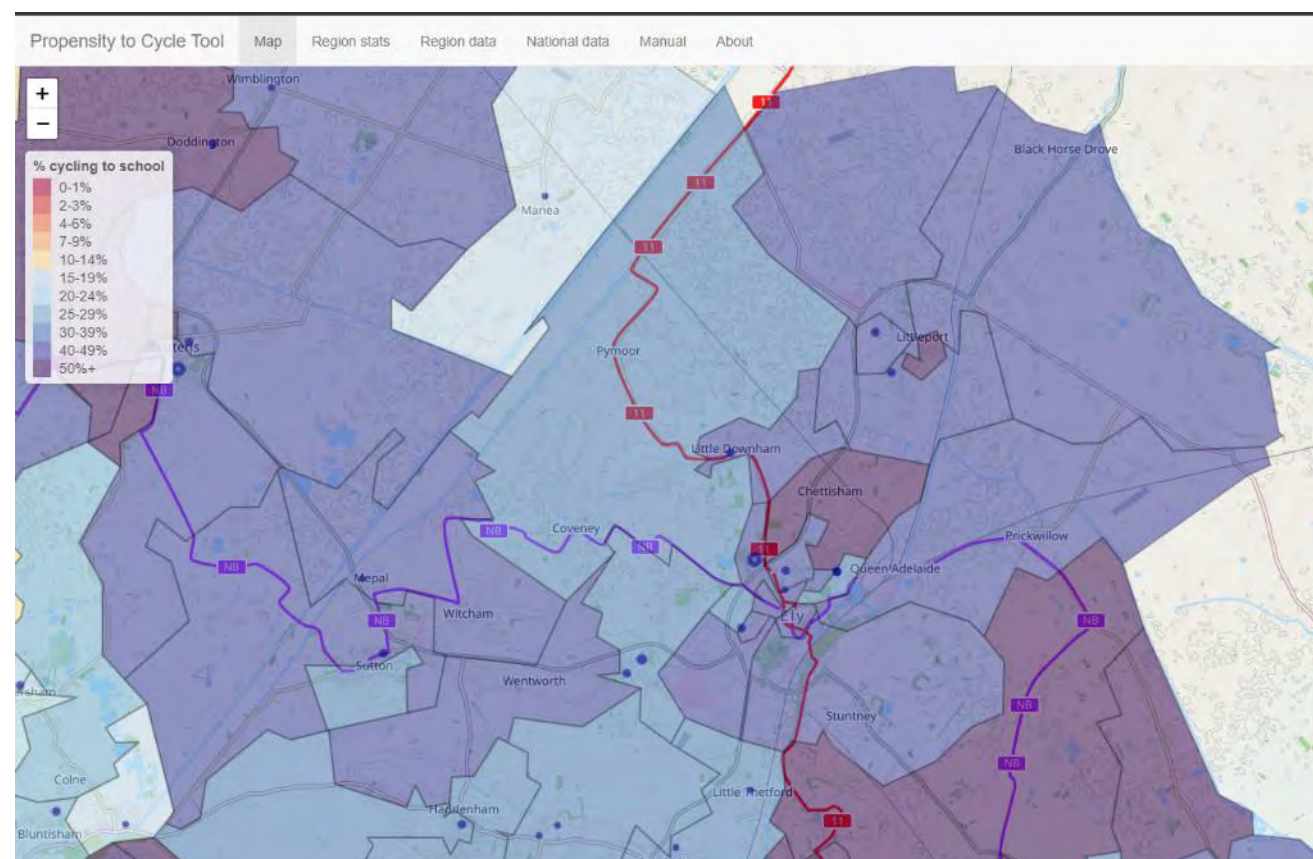 Propensity to Cycle Tool Map Region stats Region data National data Manual About
+
−
Wimblington
11
Doddington
Black Horse Drove
% cycling to school
0-1%
2-3%
4-6%
7-9%
10-14%
15-19%
20-24%
25-29%
30-39%
40-49%
50%+
11
Manea
11
Littleport
Pymoor
NB
11
Little Downham
Chettisham
NB
Coveney
NB
11
Prickwillow
NB
Mepal
Queen Adelaide
Witcham
NB
Ely
NB
Sutton
Wentworth
NB
Stuntney
NB
Colne
Little Thetford
Haddenham
11
Bluntisham